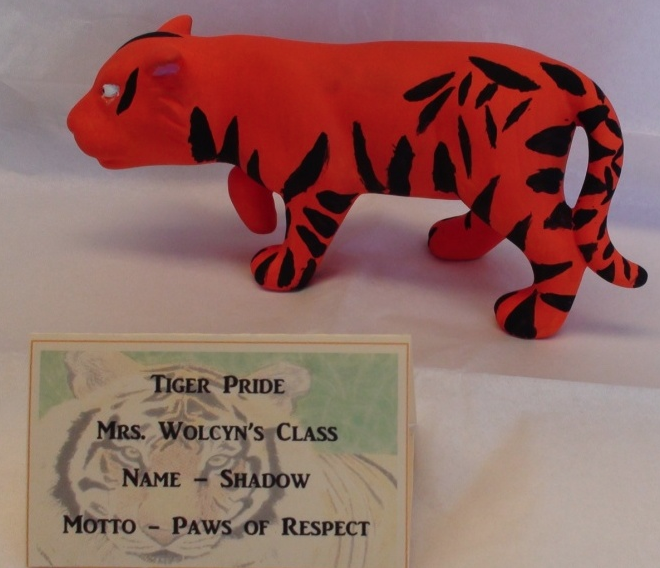 Tiger Pride
Mrs. Wolcyn's Class
Name – Shadow
Motto – Paws of Respect